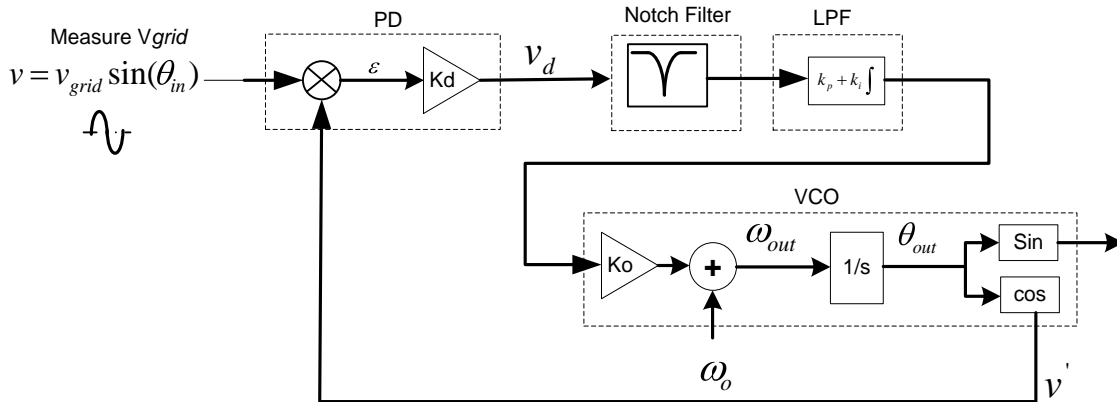 Measure Vgrid
v = v_grid sin(θ_in)
PD
ε
Kd
v_d
Notch Filter
LPF
k_p + k_i ∫
VCO
Ko
+
ω_o
ω_out
1/s
θ_out
Sin
cos
v'